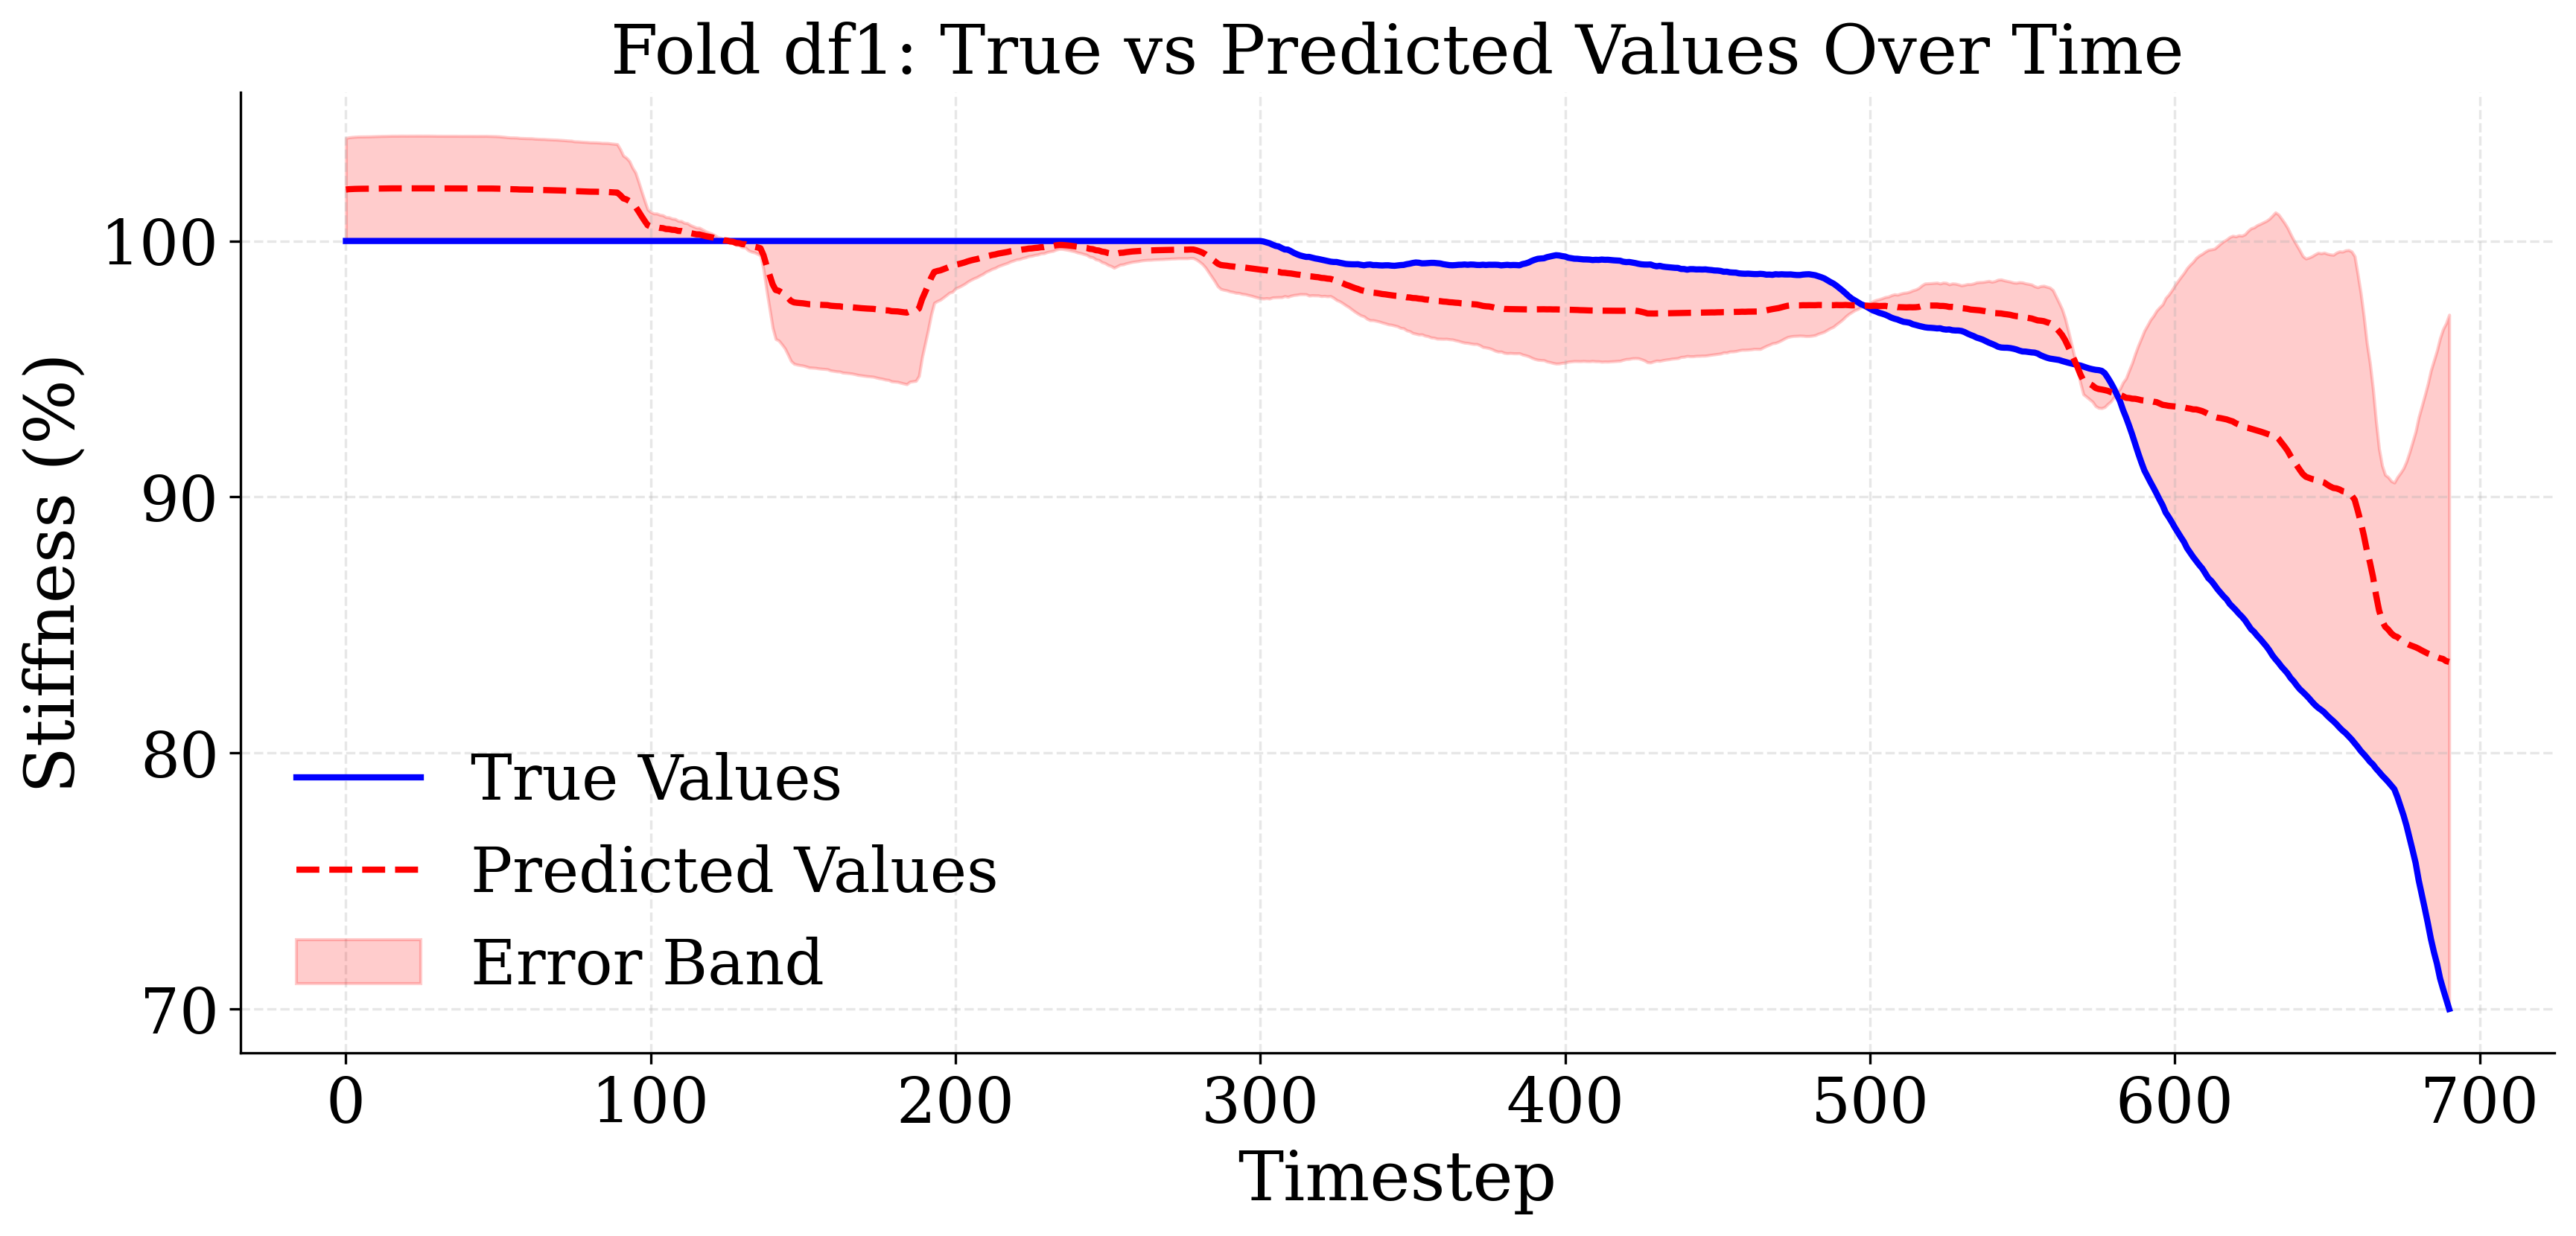 Fold df1: True vs Predicted Values Over Time
Stiffness (%)
100
90
80
70
True Values
Predicted Values
Error Band
0 100 200 300 400 500 600 700
Timestep